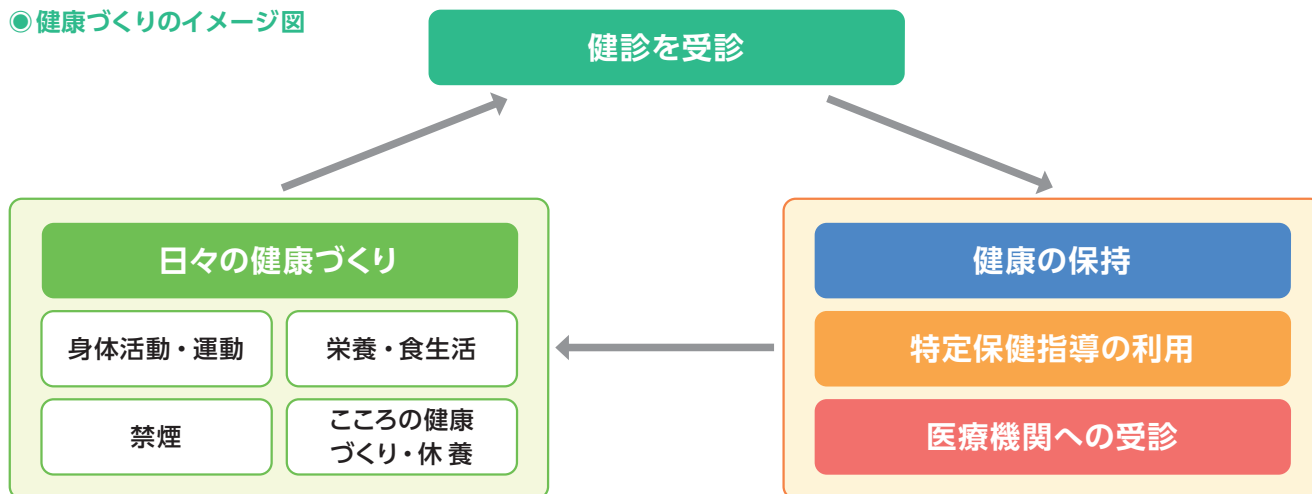 ◉健康づくりのイメージ図
健診を受診
日々の健康づくり
身体活動・運動
栄養・食生活
禁煙
こころの健康
づくり・休 養
健康の保持
特定保健指導の利用
医療機関への受診